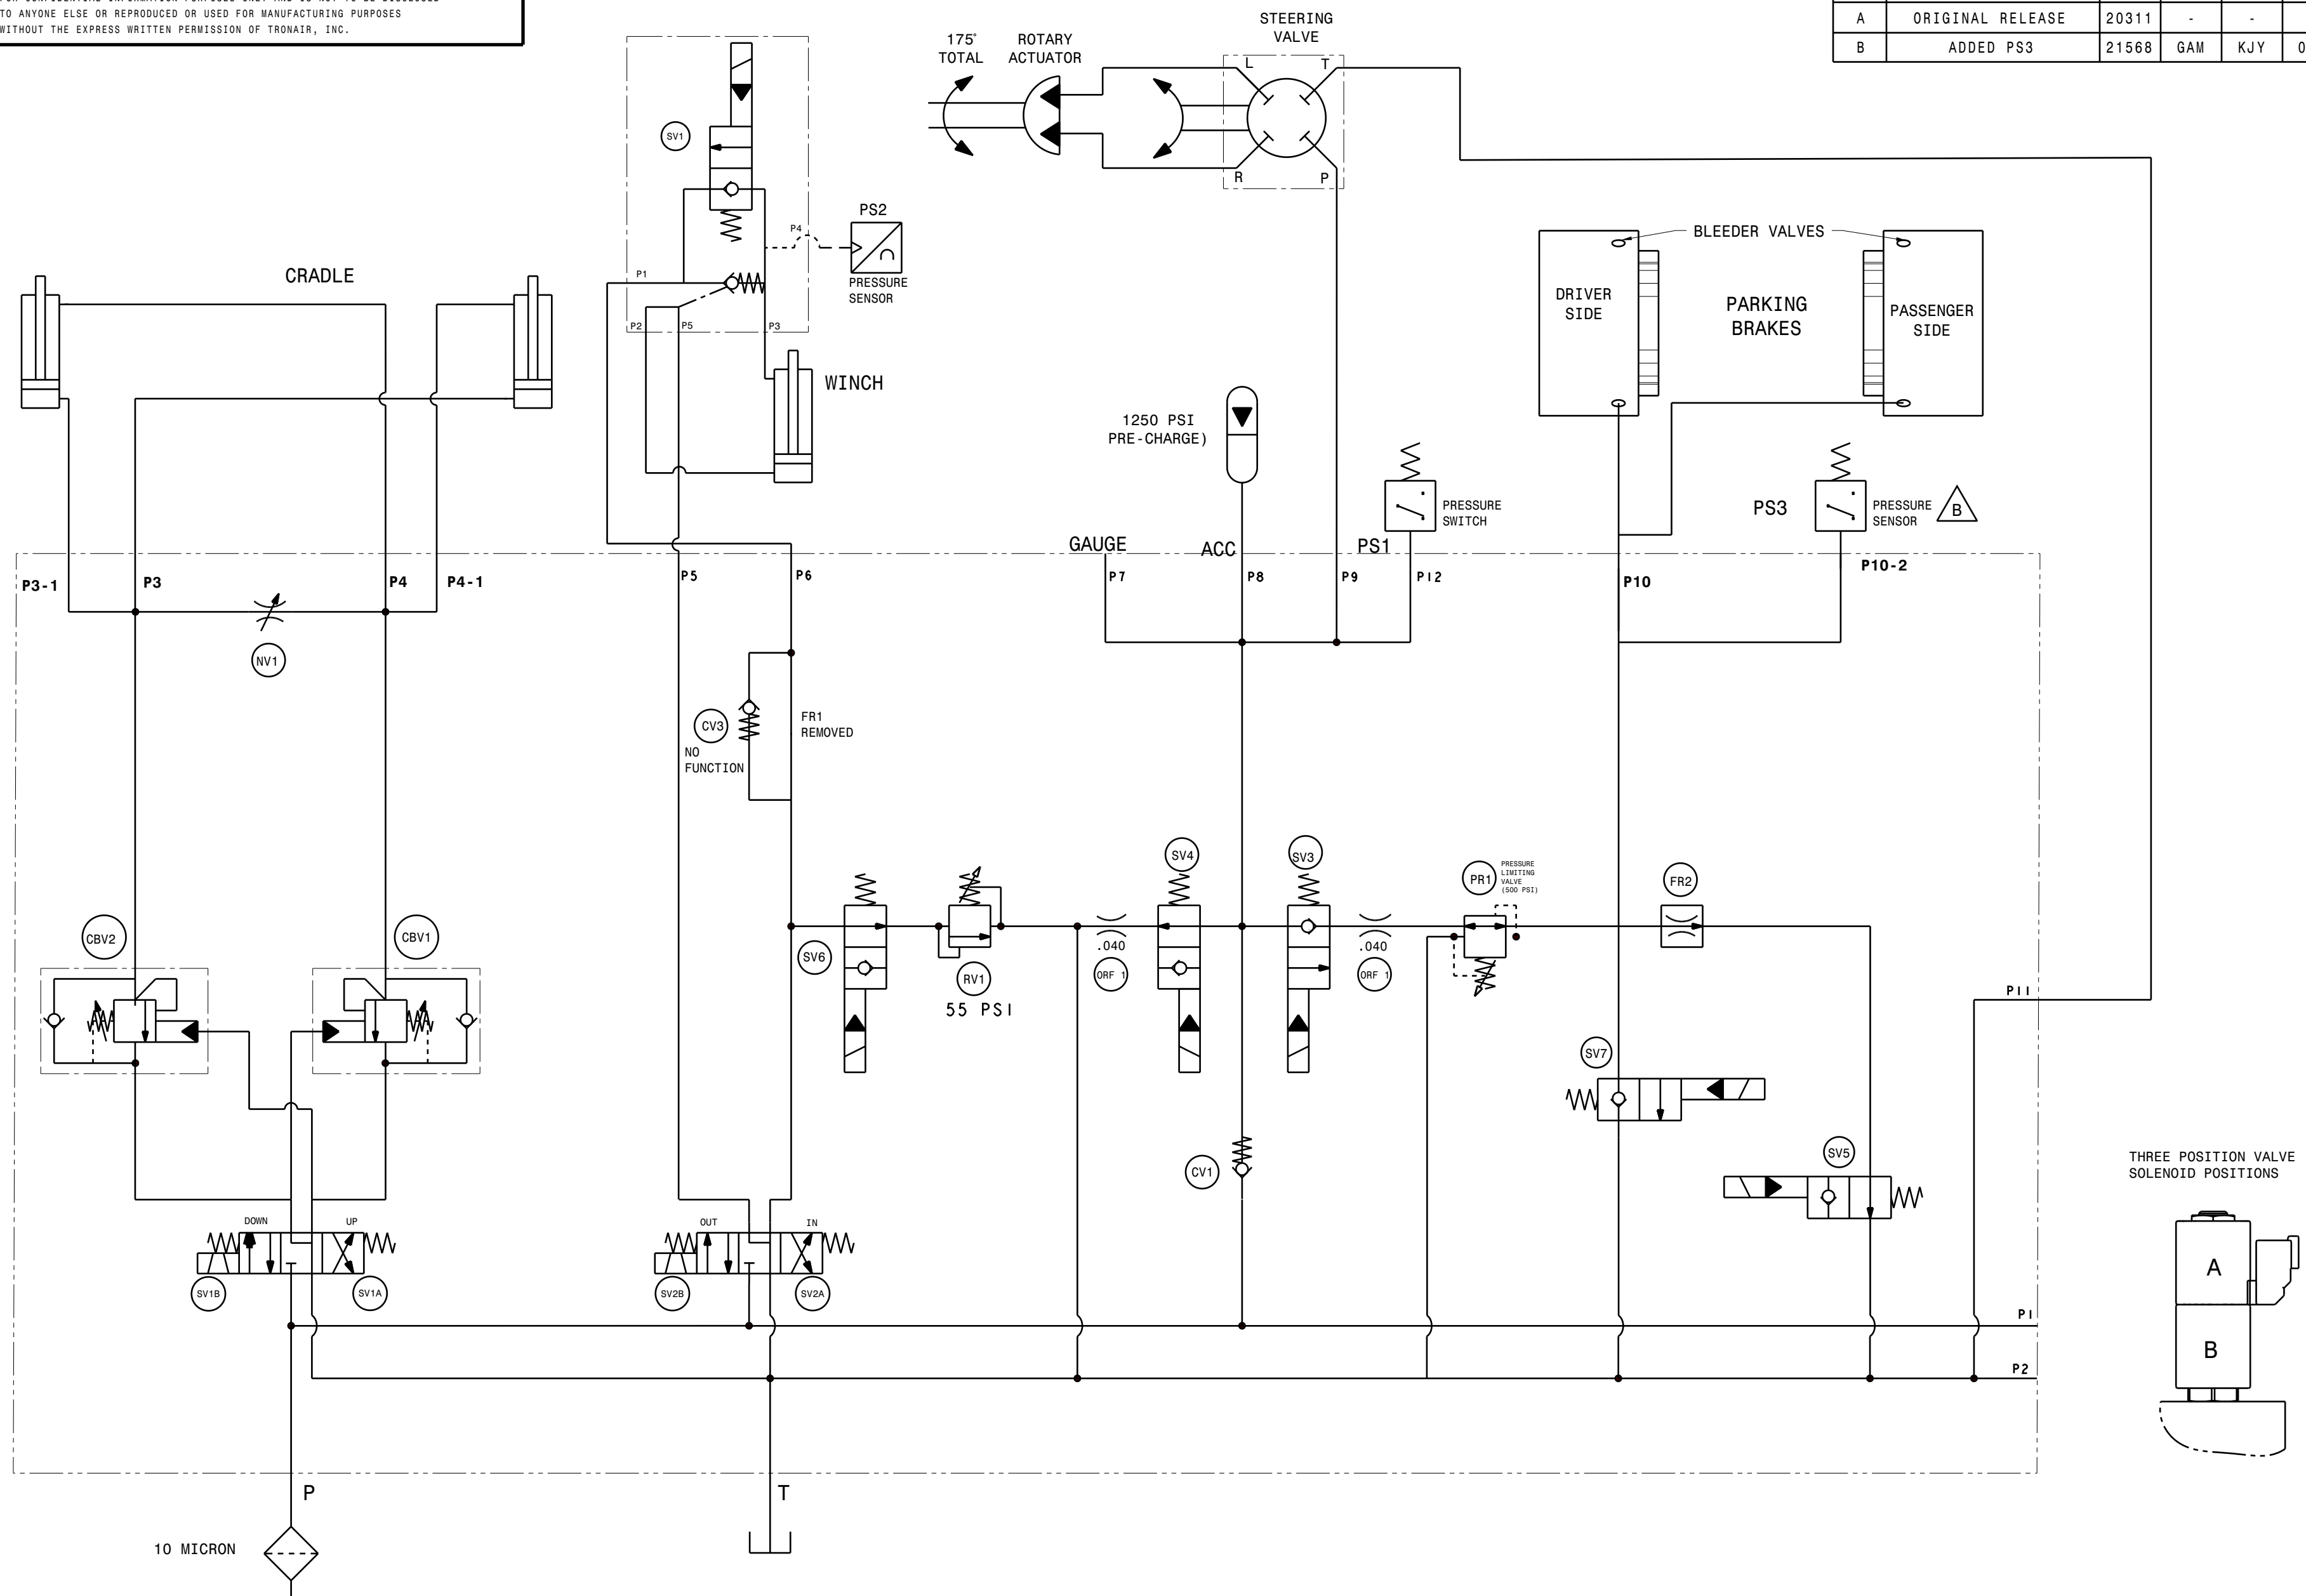 TO ANYONE ELSE OR REPRODUCED OR USED FOR MANUFACTURING PURPOSES
WITHOUT THE EXPRESS WRITTEN PERMISSION OF TRONAIR, INC.
A ORIGINAL RELEASE 20311 - -
B ADDED PS3 21568 GAM KJY 0
STEERING
VALVE
175°
TOTAL
ROTARY
ACTUATOR
L
T
R
P
SV1
PS2
P4
PRESSURE
SENSOR
P1
P2
P5
P3
WINCH
CRADLE
BLEEDER VALVES
DRIVER
SIDE
PARKING
BRAKES
PASSENGER
SIDE
1250 PSI
PRE-CHARGE)
PRESSURE
SWITCH
PS3
PRESSURE
SENSOR
B
GAUGE
ACC
PS1
P3-1
P3
P4
P4-1
P5
P6
P7
P8
P9
P12
P10
P10-2
NV1
CV3
NO
FUNCTION
FR1
REMOVED
SV4
SV3
PR1
PRESSURE
LIMITING
VALVE
(500 PSI)
FR2
CBV2
CBV1
SV6
RV1
55 PSI
.040
ORF 1
.040
ORF 1
P11
SV7
CV1
SV5
THREE POSITION VALVE
SOLENOID POSITIONS
DOWN
UP
OUT
IN
SV1B
SV1A
SV2B
SV2A
A
B
P1
P2
P
T
10 MICRON